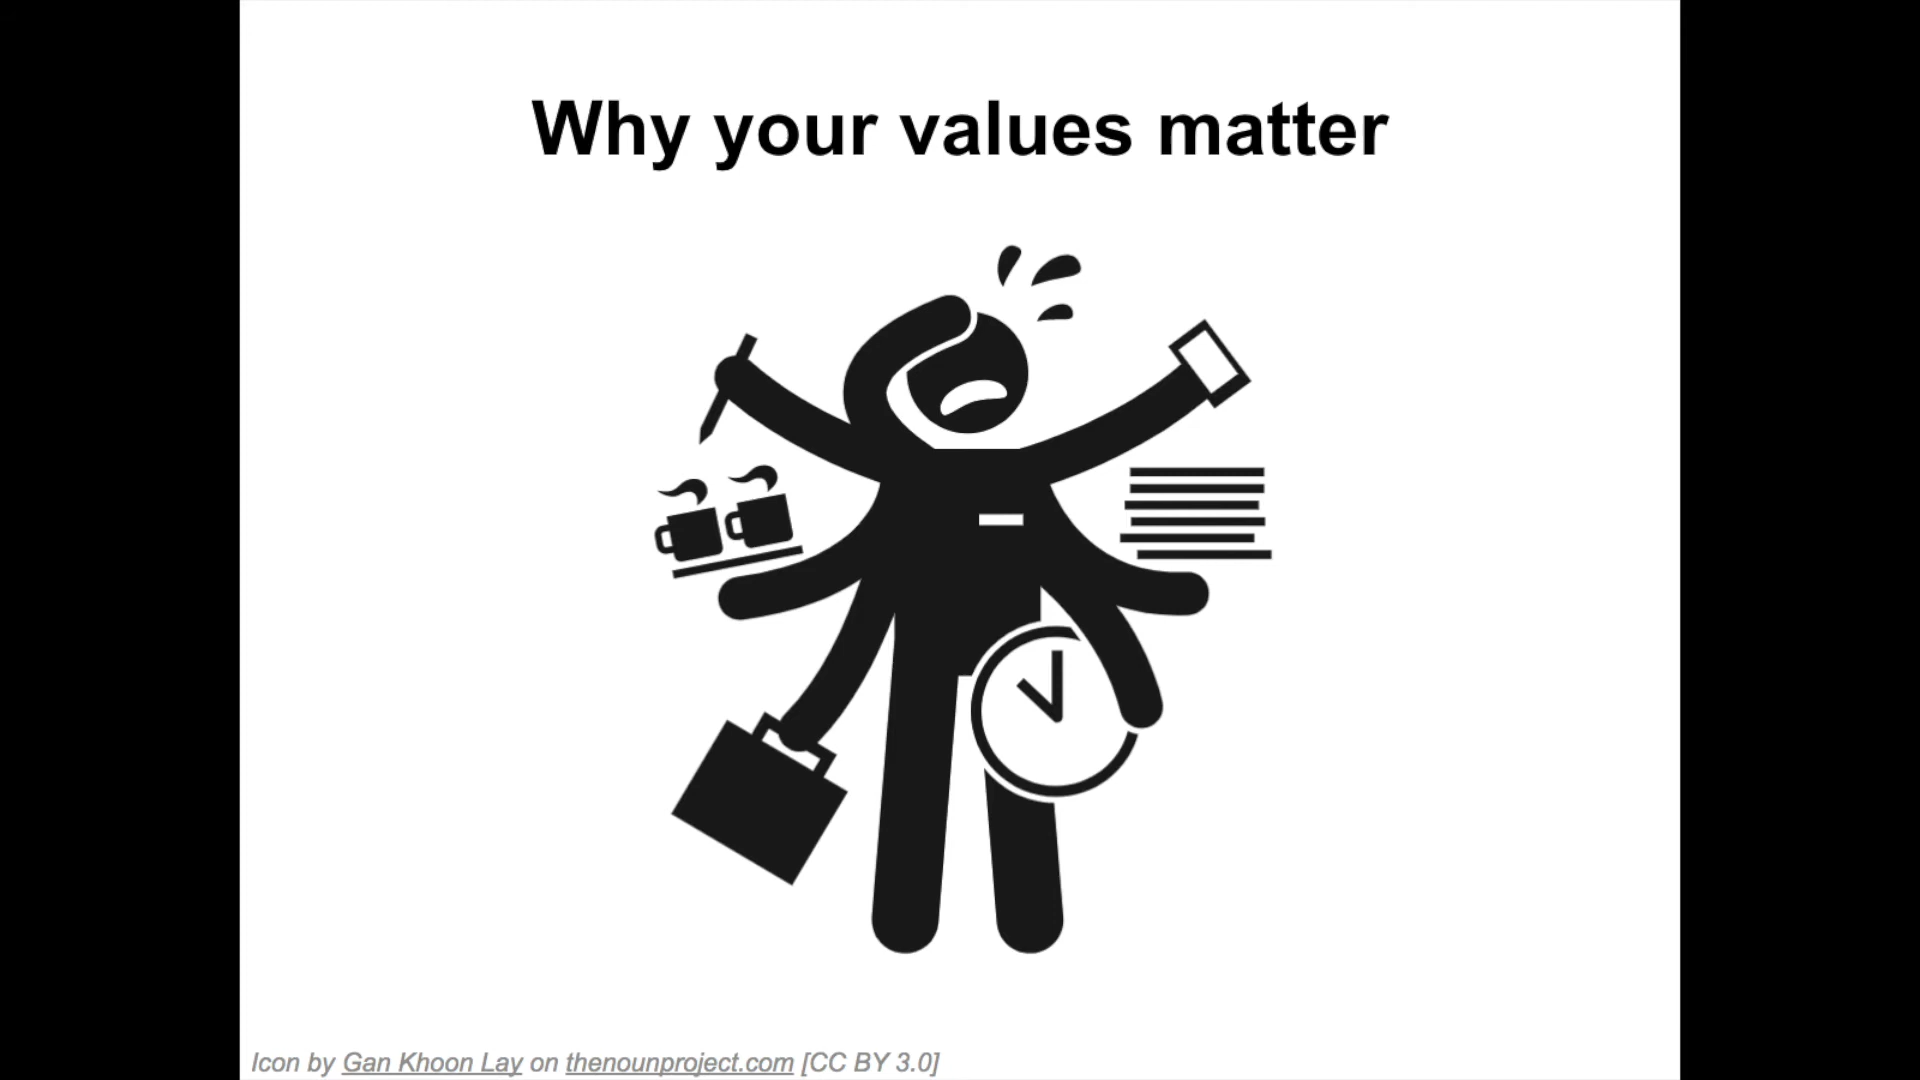 Why your values matter
Icon by Gan Khoon Lay on thenounproject.com [CC BY 3.0]